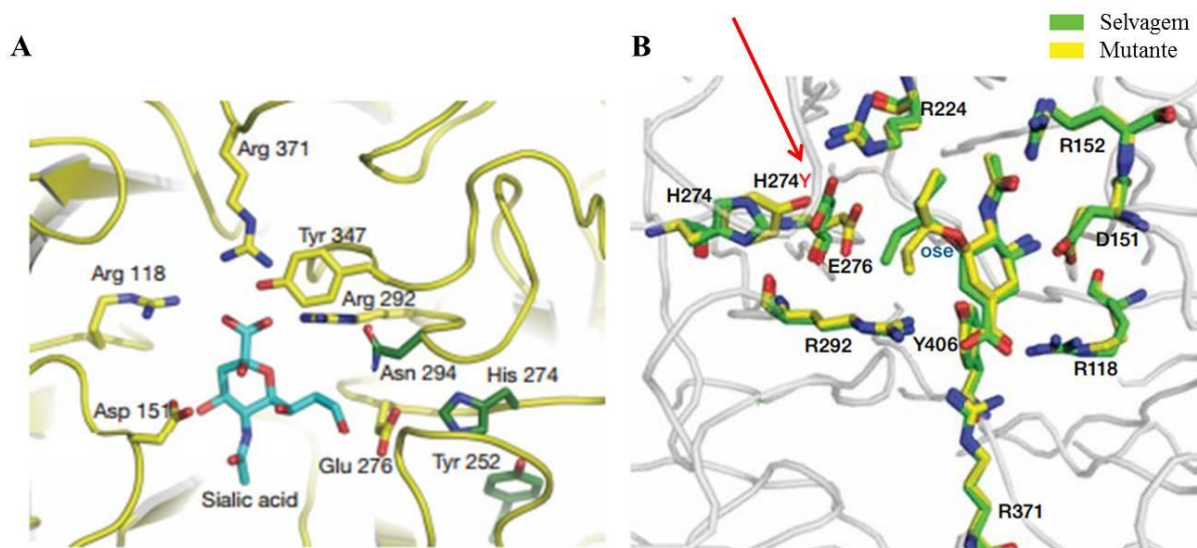 A
Arg 371
Tyr 347
Arg 118
Arg 292
Asn 294
His 274
Asp 151
Glu 276
Tyr 252
Sialic acid
B
Selvagem
Mutante
R224
R152
H274
H274Y
D151
ose
E276
R292
Y406
R118
R371